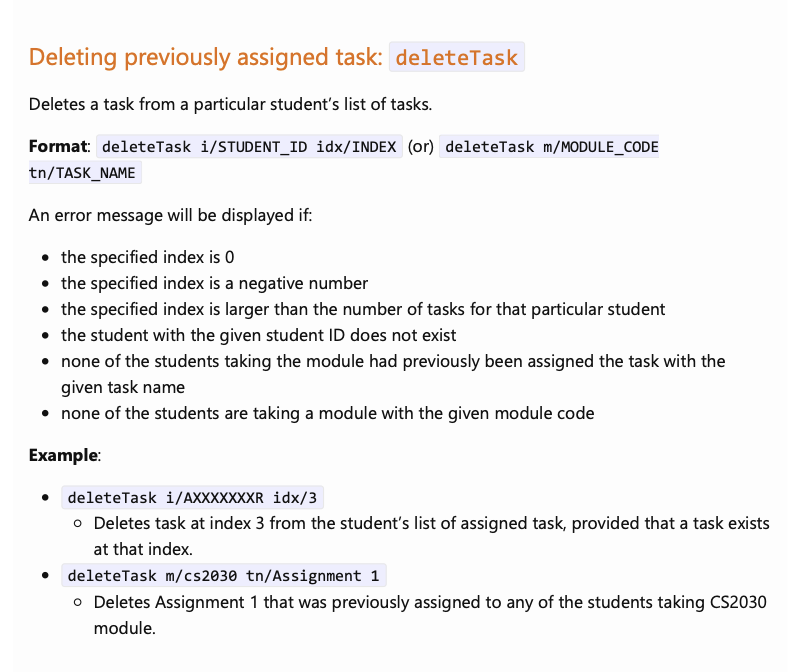 Deleting previously assigned task: deleteTask
Deletes a task from a particular student's list of tasks.
Format: deleteTask i/STUDENT_ID idx/INDEX (or) deleteTask m/MODULE_CODE
tn/TASK_NAME
An error message will be displayed if:
• the specified index is 0
• the specified index is a negative number
• the specified index is larger than the number of tasks for that particular student
• the student with the given student ID does not exist
• none of the students taking the module had previously been assigned the task with the
given task name
• none of the students are taking a module with the given module code
Example:
• deleteTask i/AXXXXXXXR idx/3
◦ Deletes task at index 3 from the student's list of assigned task, provided that a task exists
at that index.
• deleteTask m/cs2030 tn/Assignment 1
◦ Deletes Assignment 1 that was previously assigned to any of the students taking CS2030
module.